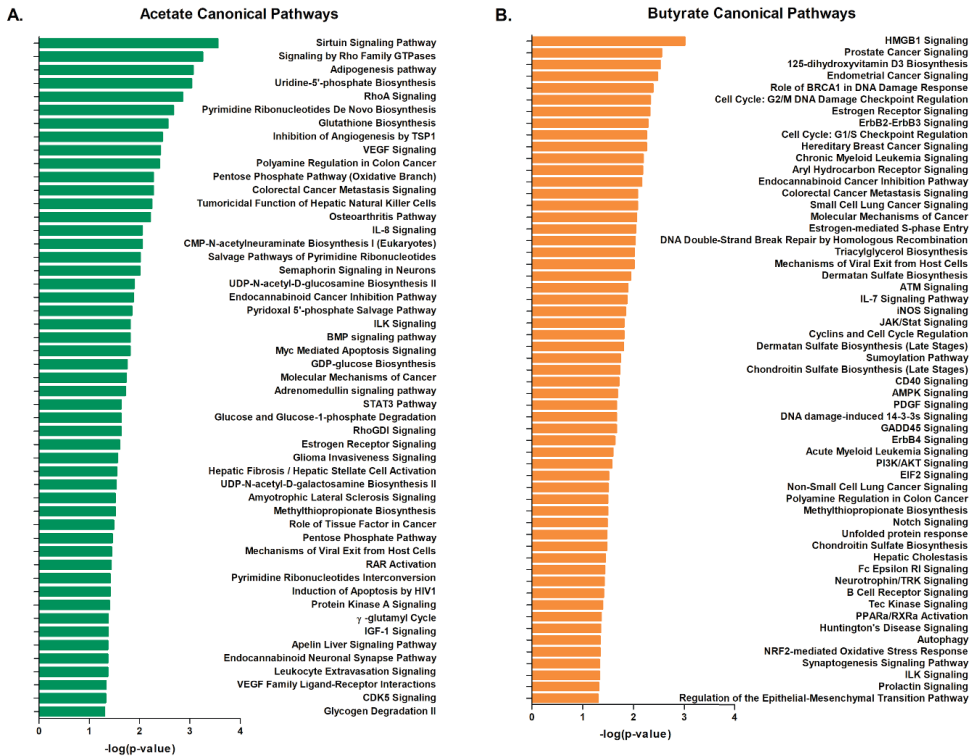 A.
Acetate Canonical Pathways
Sirtuin Signaling Pathway
Signaling by Rho Family GTPases
Adipogenesis pathway
Uridine-5'-phosphate Biosynthesis
RhoA Signaling
Pyrimidine Ribonucleotides De Novo Biosynthesis
Glutathione Biosynthesis
Inhibition of Angiogenesis by TSP1
VEGF Signaling
Polyamine Regulation in Colon Cancer
Pentose Phosphate Pathway (Oxidative Branch)
Colorectal Cancer Metastasis Signaling
Tumoricidal Function of Hepatic Natural Killer Cells
Osteoarthritis Pathway
IL-8 Signaling
CMP-N-acetylneuraminate Biosynthesis I (Eukaryotes)
Salvage Pathways of Pyrimidine Ribonucleotides
Semaphorin Signaling in Neurons
UDP-N-acetyl-D-glucosamine Biosynthesis II
Endocannabinoid Cancer Inhibition Pathway
Pyridoxal 5'-phosphate Salvage Pathway
ILK Signaling
BMP signaling pathway
Myc Mediated Apoptosis Signaling
GDP-glucose Biosynthesis
Molecular Mechanisms of Cancer
Adrenomedullin signaling pathway
STAT3 Pathway
Glucose and Glucose-1-phosphate Degradation
RhoGDI Signaling
Estrogen Receptor Signaling
Glioma Invasiveness Signaling
Hepatic Fibrosis / Hepatic Stellate Cell Activation
UDP-N-acetyl-D-galactosamine Biosynthesis II
Amyotrophic Lateral Sclerosis Signaling
Methylthiopropionate Biosynthesis
Role of Tissue Factor in Cancer
Pentose Phosphate Pathway
Mechanisms of Viral Exit from Host Cells
RAR Activation
Pyrimidine Ribonucleotides Interconversion
Induction of Apoptosis by HIV1
Protein Kinase A Signaling
γ -glutamyl Cycle
IGF-1 Signaling
Apelin Liver Signaling Pathway
Endocannabinoid Neuronal Synapse Pathway
Leukocyte Extravasation Signaling
VEGF Family Ligand-Receptor Interactions
CDK5 Signaling
Glycogen Degradation II
0 1 2 3 4
-log(p-value)
B.
Butyrate Canonical Pathways
HMGB1 Signaling
Prostate Cancer Signaling
125-dihydroxyvitamin D3 Biosynthesis
Endometrial Cancer Signaling
Role of BRCA1 in DNA Damage Response
Cell Cycle: G2/M DNA Damage Checkpoint Regulation
Estrogen Receptor Signaling
ErbB2-ErbB3 Signaling
Cell Cycle: G1/S Checkpoint Regulation
Hereditary Breast Cancer Signaling
Chronic Myeloid Leukemia Signaling
Aryl Hydrocarbon Receptor Signaling
Endocannabinoid Cancer Inhibition Pathway
Colorectal Cancer Metastasis Signaling
Small Cell Lung Cancer Signaling
Molecular Mechanisms of Cancer
Estrogen-mediated S-phase Entry
DNA Double-Strand Break Repair by Homologous Recombination
Triacylglycerol Biosynthesis
Mechanisms of Viral Exit from Host Cells
Dermatan Sulfate Biosynthesis
ATM Signaling
IL-7 Signaling Pathway
iNOS Signaling
JAK/Stat Signaling
Cyclins and Cell Cycle Regulation
Dermatan Sulfate Biosynthesis (Late Stages)
Sumoylation Pathway
Chondroitin Sulfate Biosynthesis (Late Stages)
CD40 Signaling
AMPK Signaling
PDGF Signaling
DNA damage-induced 14-3-3s Signaling
GADD45 Signaling
ErbB4 Signaling
Acute Myeloid Leukemia Signaling
PI3K/AKT Signaling
EIF2 Signaling
Non-Small Cell Lung Cancer Signaling
Polyamine Regulation in Colon Cancer
Methylthiopropionate Biosynthesis
Notch Signaling
Unfolded protein response
Chondroitin Sulfate Biosynthesis
Hepatic Cholestasis
Fc Epsilon RI Signaling
Neurotrophin/TRK Signaling
B Cell Receptor Signaling
Tec Kinase Signaling
PPARa/RXRa Activation
Huntington's Disease Signaling
Autophagy
NRF2-mediated Oxidative Stress Response
Synaptogenesis Signaling Pathway
ILK Signaling
Prolactin Signaling
Regulation of the Epithelial-Mesenchymal Transition Pathway
0 1 2 3 4
-log(p-value)